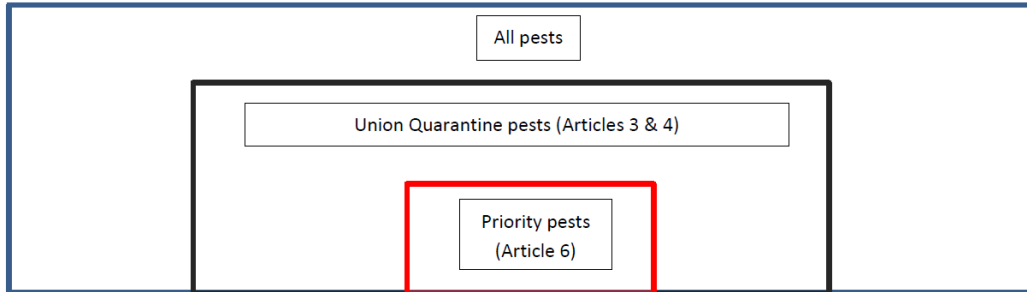 All pests
Union Quarantine pests (Articles 3 & 4)
Priority pests
(Article 6)